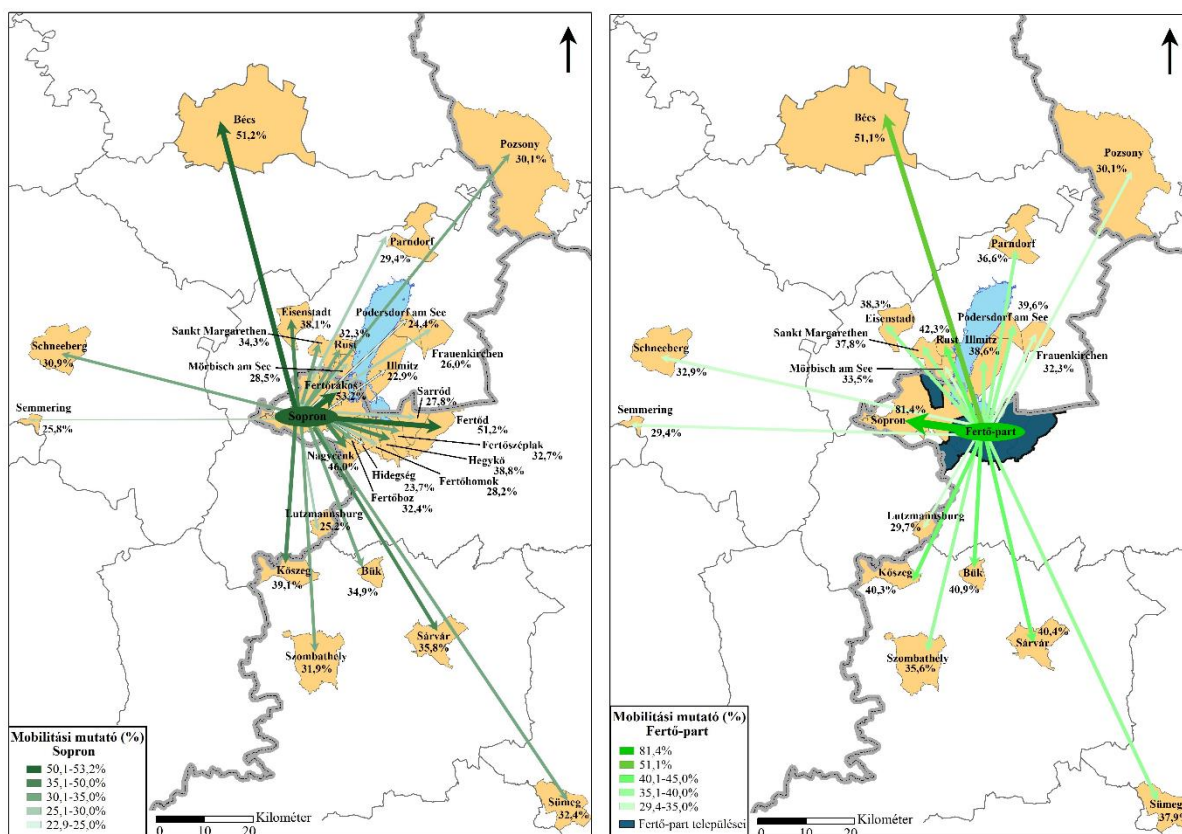 Bécs
51,2%
Pozsony
30,1%
Parndorf
29,4%
Eisenstadt
38,1%
Podersdorf am See
24,4%
Sankt Margarethen
34,3%
32,3%
Rust
Schneeberg
30,9%
Mörbisch am See
28,5%
Illmitz
22,9%
Frauenkirchen
26,0%
Fertőrákos
53,2%
Sarród
27,8%
Semmering
25,8%
Sopron
Fertőd
51,2%
Fertőszéplak
32,7%
Nagycenk
46,0%
Hegykő
38,8%
Hidegség
23,7%
Fertőhomok
28,2%
Fertőboz
32,4%
Lutzmannsburg
25,2%
Kőszeg
39,1%
Bük
34,9%
Sárvár
35,8%
Szombathely
31,9%
Sümeg
32,4%
Mobilitási mutató (%)
Sopron
50,1-53,2%
35,1-50,0%
30,1-35,0%
25,1-30,0%
22,9-25,0%
0 10 20
Kilométer
Bécs
51,1%
Pozsony
30,1%
Parndorf
36,6%
38,3%
Eisenstadt
39,6%
Podersdorf am See
Sankt Margarethen
37,8%
42,3%
Rust
Illmitz
38,6%
Schneeberg
32,9%
Mörbisch am See
33,5%
Frauenkirchen
32,3%
Semmering
29,4%
81,4%
Sopron
Fertő-part
Lutzmannsburg
29,7%
Kőszeg
40,3%
Bük
40,9%
40,4%
Sárvár
Szombathely
35,6%
Sümeg
37,9%
Mobilitási mutató (%)
Fertő-part
81,4%
51,1%
40,1-45,0%
35,1-40,0%
29,4-35,0%
Fertő-part települései
0 10 20
Kilométer